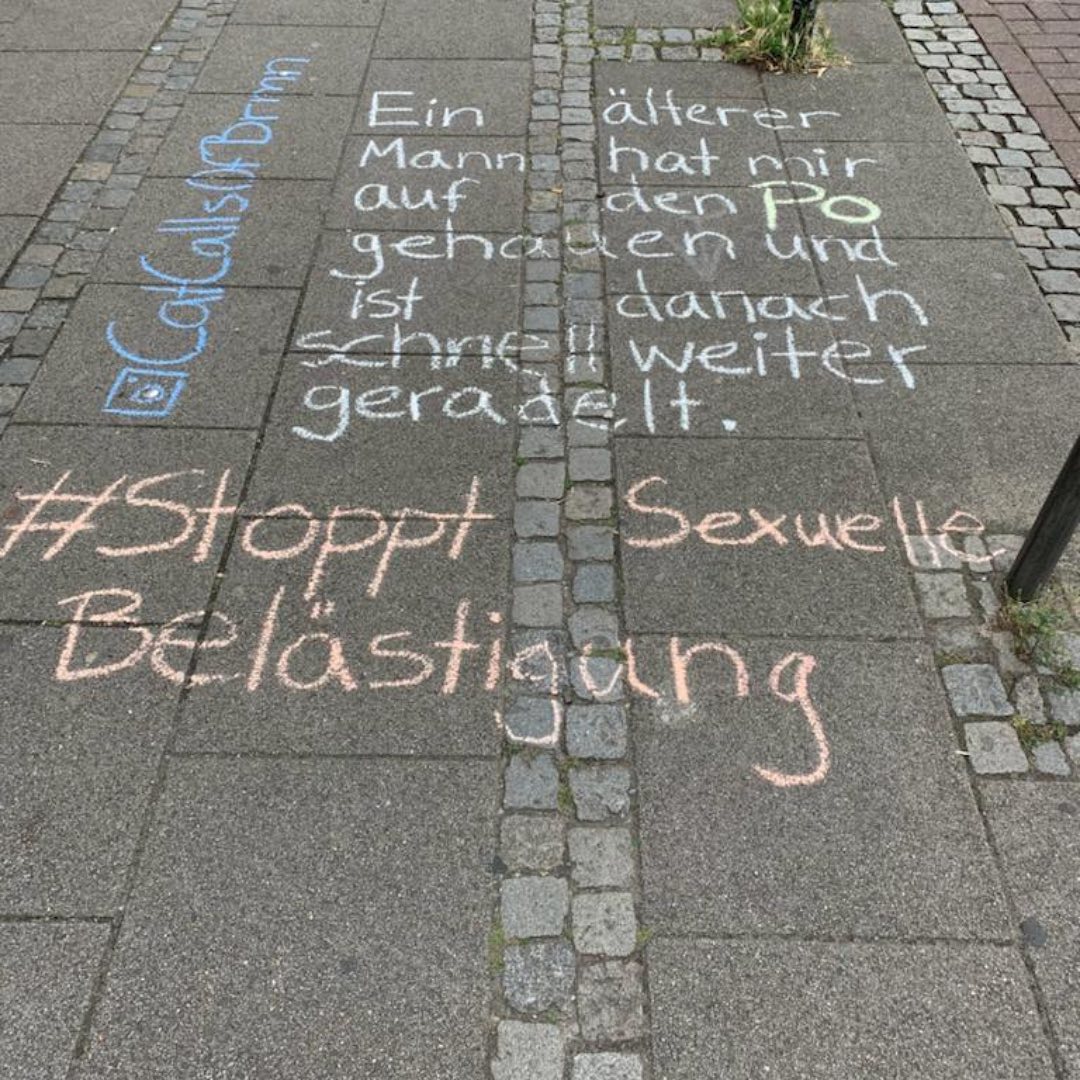 Ein älterer
Mann hat mir
auf den Po
gehauen und
ist danach
schnell weiter
geradelt.
#Stoppt Sexuelle
Belästigung
CatCallsOfBrmn